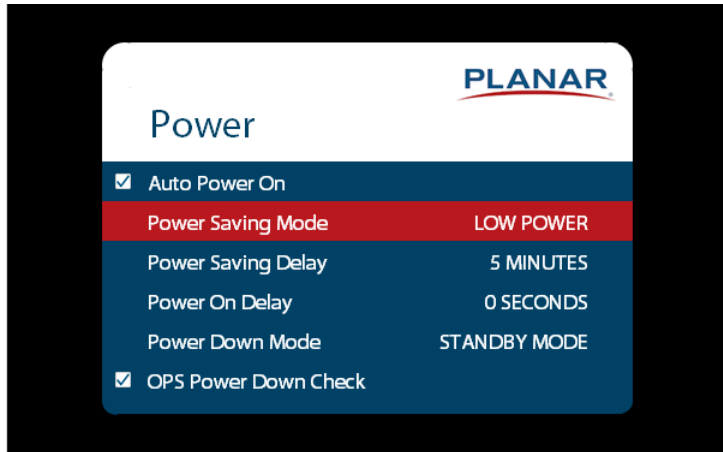 PLANAR
Power
Auto Power On
Power Saving Mode LOW POWER
Power Saving Delay 5 MINUTES
Power On Delay 0 SECONDS
Power Down Mode STANDBY MODE
OPS Power Down Check